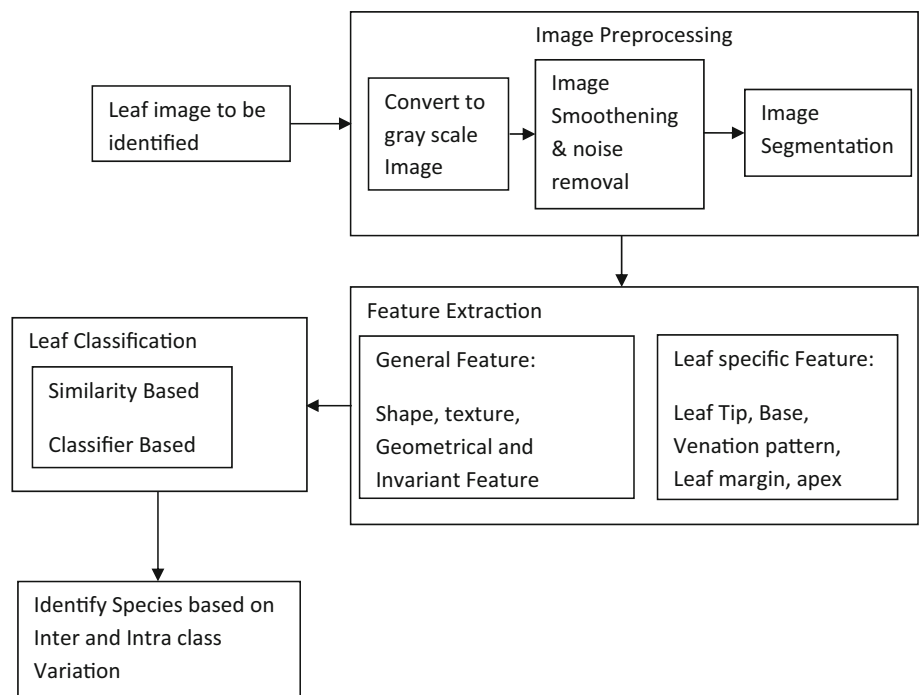 Image Preprocessing
Leaf image to be
identified
Convert to
gray scale
Image
Image
Smoothening
& noise
removal
Image
Segmentation
Feature Extraction
General Feature:
Shape, texture,
Geometrical and
Invariant Feature
Leaf specific Feature:
Leaf Tip, Base,
Venation pattern,
Leaf margin, apex
Leaf Classification
Similarity Based
Classifier Based
Identify Species based on
Inter and Intra class
Variation